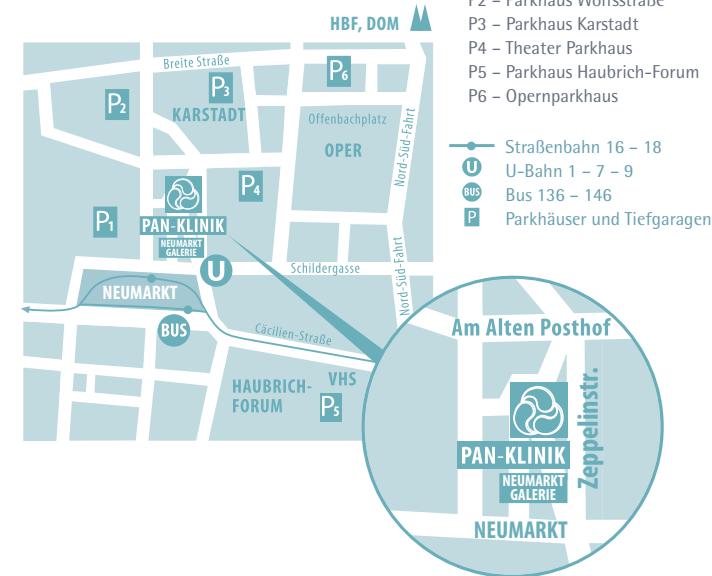 P2 – Parkhaus Wolfsstraße
HBF, DOM
P3 – Parkhaus Karstadt
P4 – Theater Parkhaus
P5 – Parkhaus Haubrich-Forum
P6 – Opernparkhaus
Breite Straße
P6
P3
P2
KARSTADT
Offenbachplatz
OPER
Nord-Süd-Fahrt
Straßenbahn 16 – 18
U U-Bahn 1 – 7 – 9
BUS Bus 136 – 146
P Parkhäuser und Tiefgaragen
P4
P1
PAN-KLINIK
NEUMARKT
GALERIE
U
Schildergasse
Nord-Süd-Fahrt
NEUMARKT
BUS
Cäcilien-Straße
HAUBRICH-
FORUM
VHS
P5
Am Alten Posthof
Zeppelinstr.
PAN-KLINIK
NEUMARKT
GALERIE
NEUMARKT